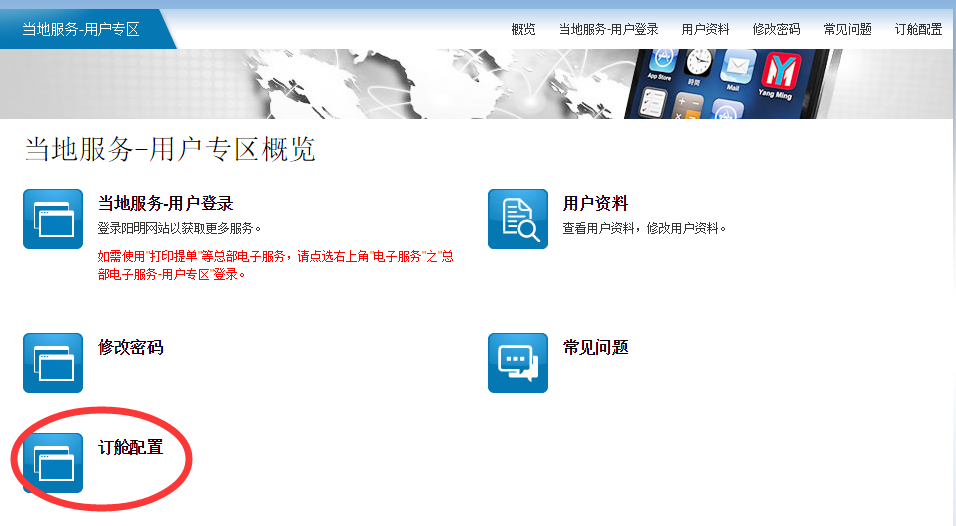 当地服务-用户专区
概览 当地服务-用户登录 用户资料 修改密码 常见问题 订舱配置
App Store 時間 Mail Yang Ming
当地服务-用户专区概览
当地服务-用户登录
登录阳明网站以获取更多服务。
如需使用"打印提单"等总部电子服务，请点选右上角"电子服务"之"总
部电子服务-用户专区"登录。
用户资料
查看用户资料，修改用户资料。
修改密码
常见问题
订舱配置